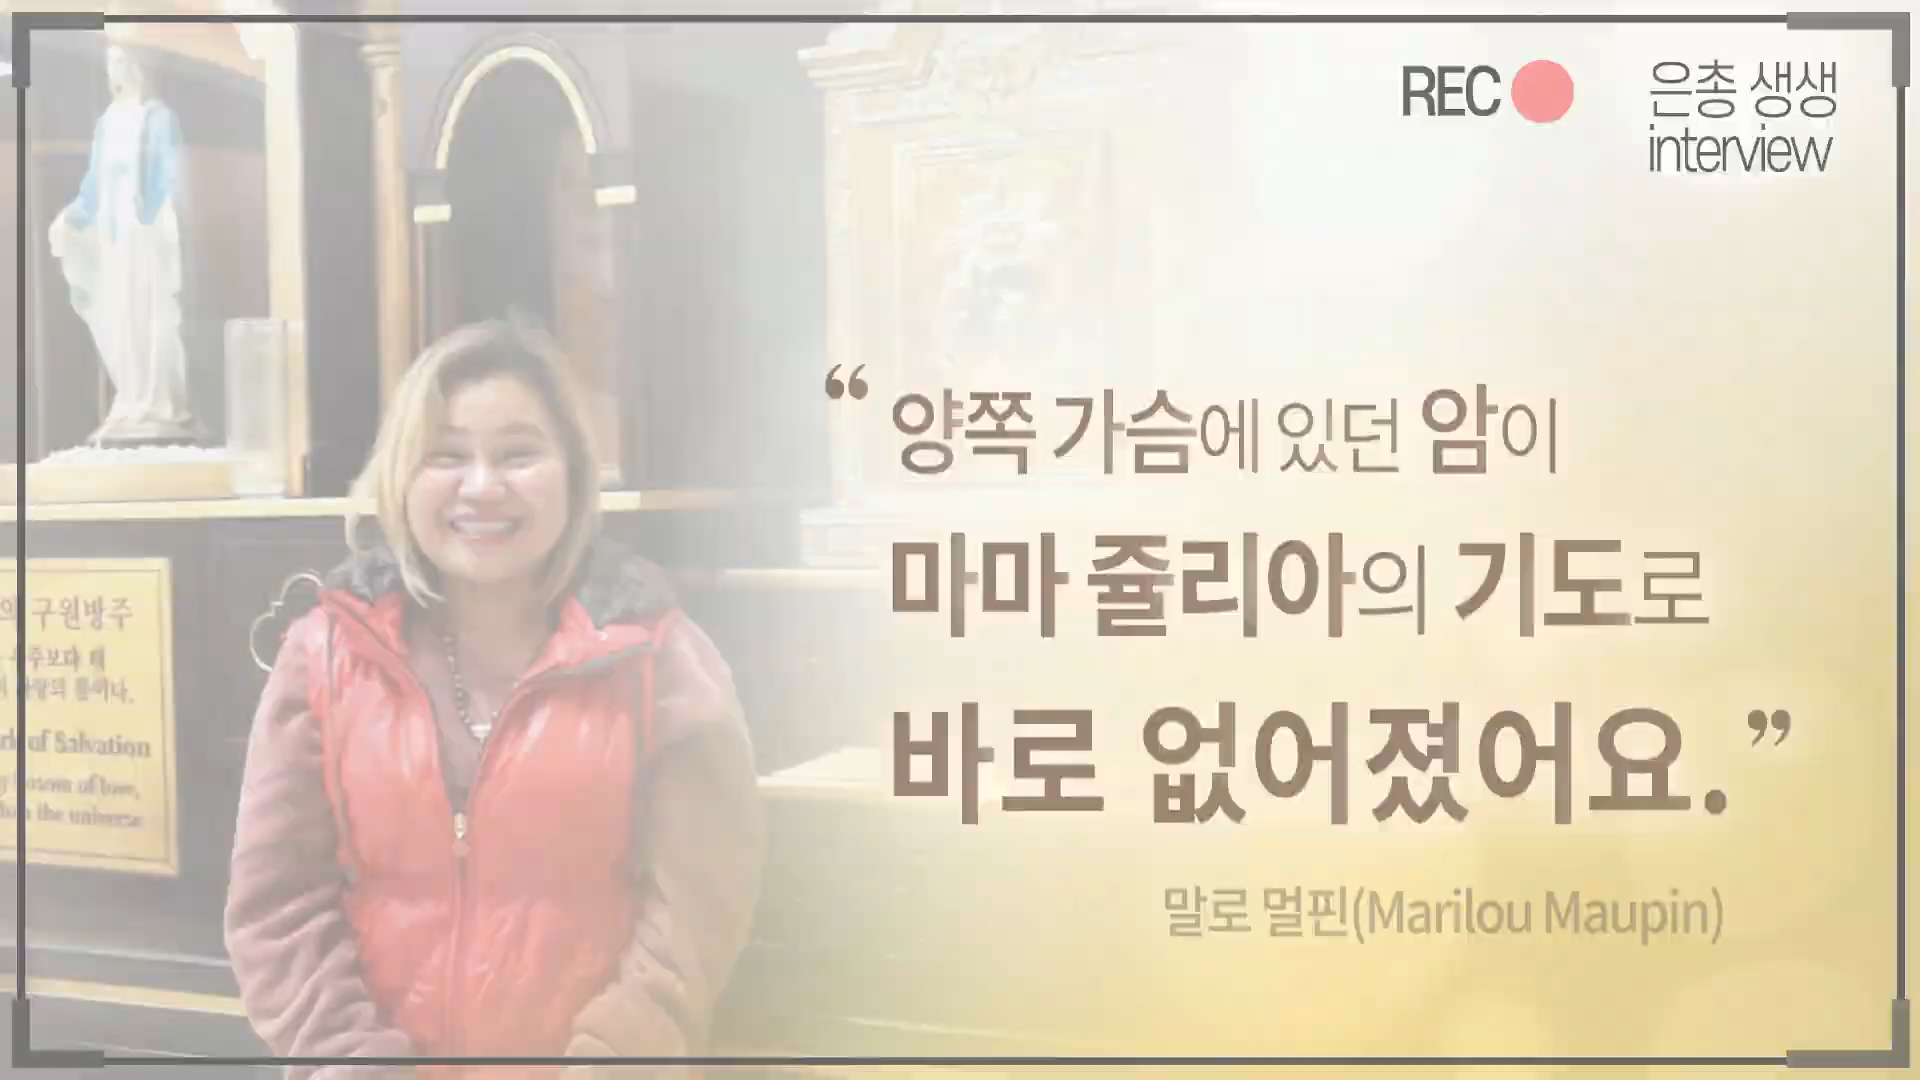 REC
은총 생생
interview
“ 양쪽 가슴에 있던 암이
마마 쥴리아의 기도로
바로 없어졌어요. ”
말로 멀핀(Marilou Maupin)
의 구원방주
of Salvation
of love,
the universe